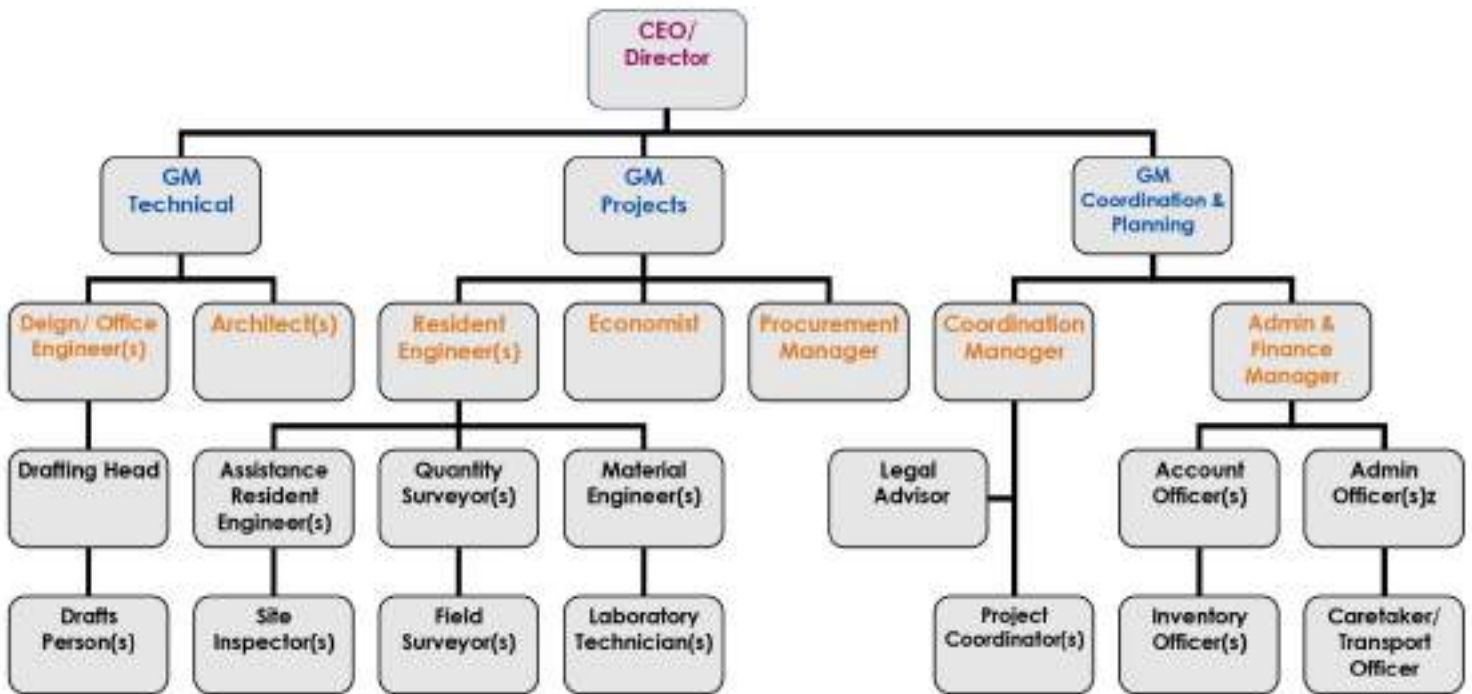 CEO/
Director
GM
Technical
GM
Projects
GM
Coordination &
Planning
Deign/ Office
Engineer(s)
Architect(s)
Resident
Engineer(s)
Economist
Procurement
Manager
Coordination
Manager
Admin &
Finance
Manager
Drafting Head
Assistance
Resident
Engineer(s)
Quantity
Surveyor(s)
Material
Engineer(s)
Legal
Advisor
Account
Officer(s)
Admin
Officer(s)z
Drafts
Person(s)
Site
Inspector(s)
Field
Surveyor(s)
Laboratory
Technician(s)
Project
Coordinator(s)
Inventory
Officer(s)
Caretaker/
Transport
Officer